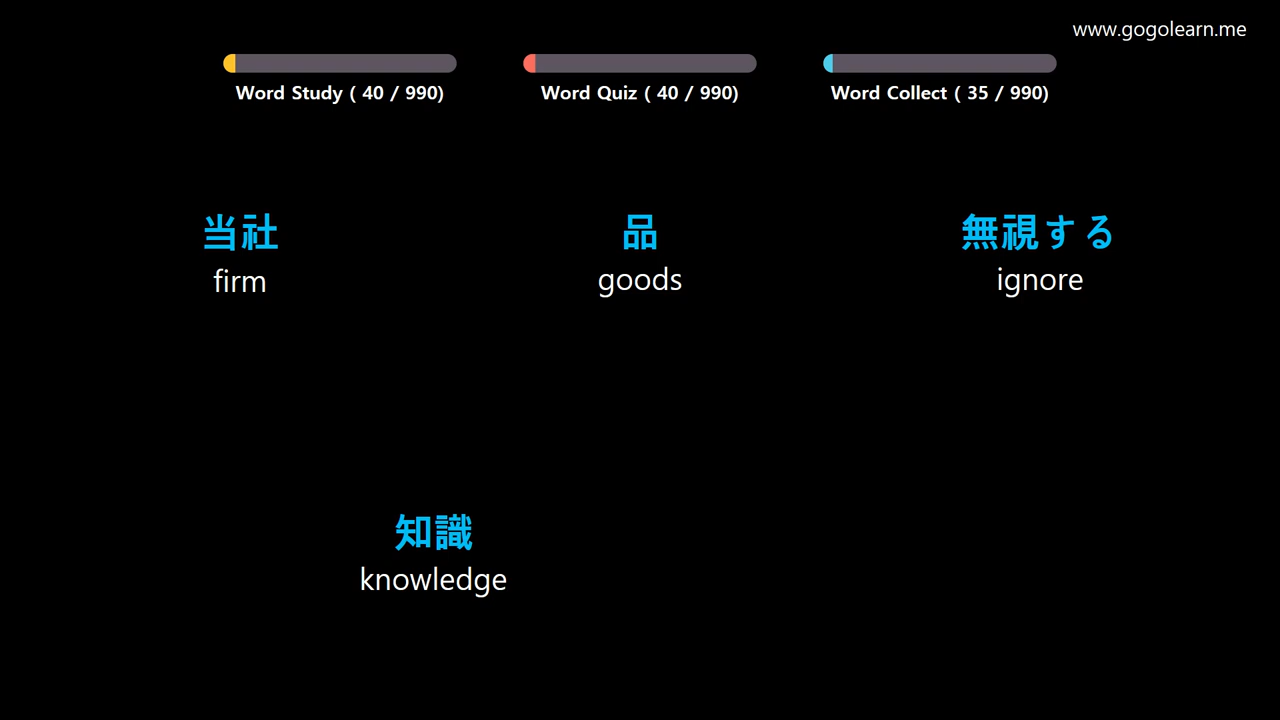 www.gogolearn.me
Word Study ( 40 / 990)
Word Quiz ( 40 / 990)
Word Collect ( 35 / 990)
当社
firm
品
goods
無視する
ignore
知識
knowledge